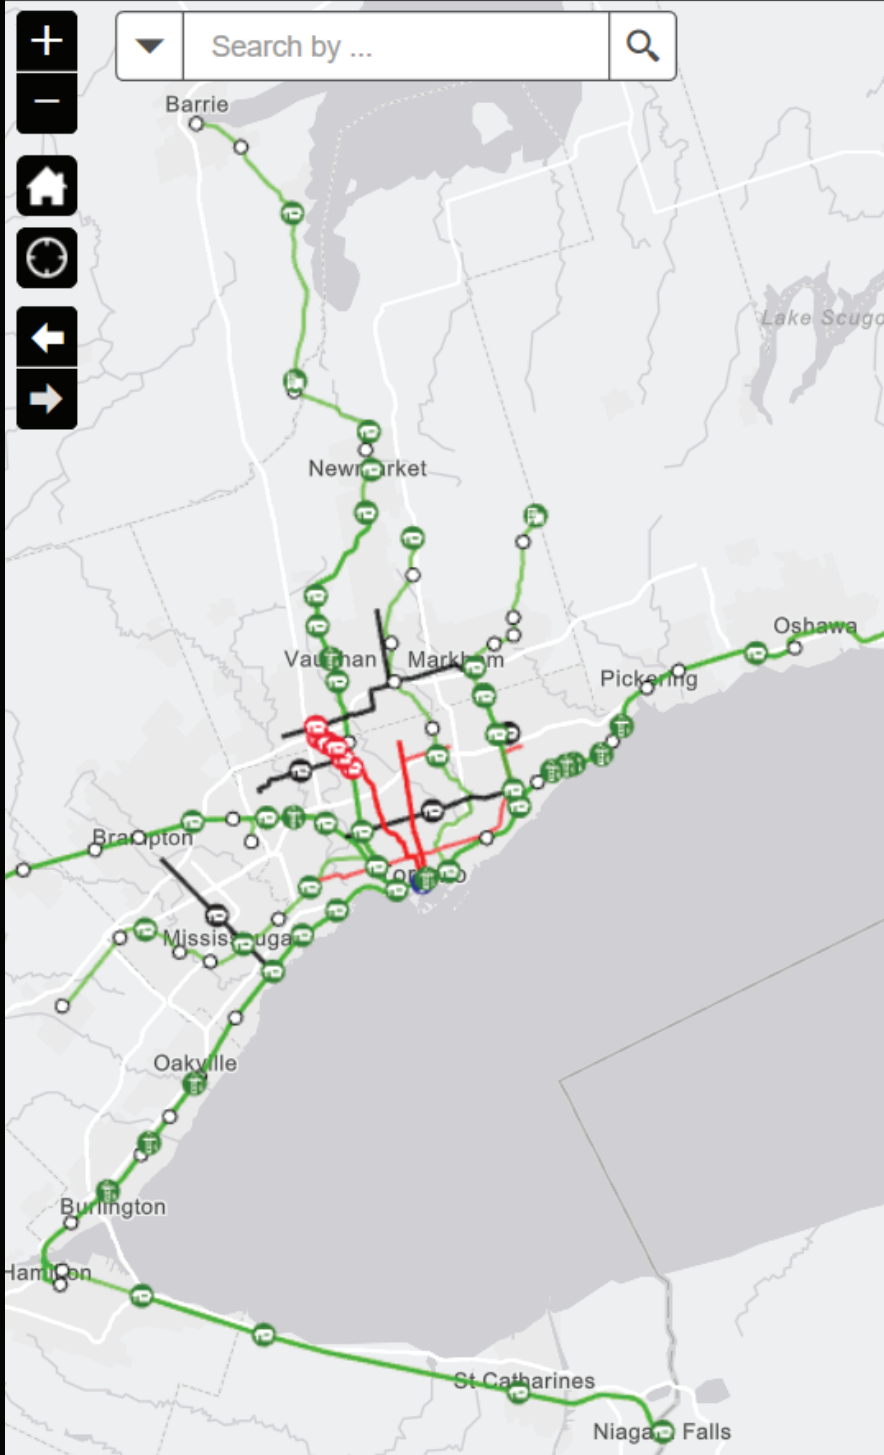 Search by ...
Barrie
Lake Scugo
Newmarket
Oshawa
Vaughan
Markham
Pickering
Brampton
Toronto
Mississauga
Oakville
Burlington
Hamilton
St Catharines
Niagara Falls